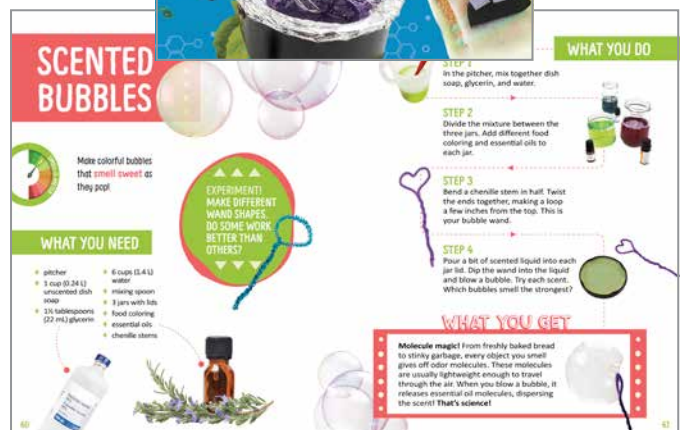 SCENTED
BUBBLES
Make colorful bubbles
that smell sweet as
they pop!
EXPERIMENT!
MAKE DIFFERENT
WAND SHAPES.
DO SOME WORK
BETTER THAN
OTHERS?
WHAT YOU NEED
pitcher
1 cup (0.24 L)
unscented dish
soap
1½ tablespoons
(22 mL) glycerin
6 cups (1.4 L)
water
mixing spoon
3 jars with lids
food coloring
essential oils
chenille stems
60
WHAT YOU DO
STEP 1
In the pitcher, mix together dish
soap, glycerin, and water.
STEP 2
Divide the mixture between the
three jars. Add different food
coloring and essential oils to
each jar.
STEP 3
Bend a chenille stem in half. Twist
the ends together, making a loop
a few inches from the top. This is
your bubble wand.
STEP 4
Pour a bit of scented liquid into each
jar lid. Dip the wand into the liquid
and blow a bubble. Try each scent.
Which bubbles smell the strongest?
WHAT YOU GET
Molecule magic! From freshly baked bread
to stinky garbage, every object you smell
gives off odor molecules. These molecules
are usually lightweight enough to travel
through the air. When you blow a bubble, it
releases essential oil molecules, dispersing
the scent! That's science!
61